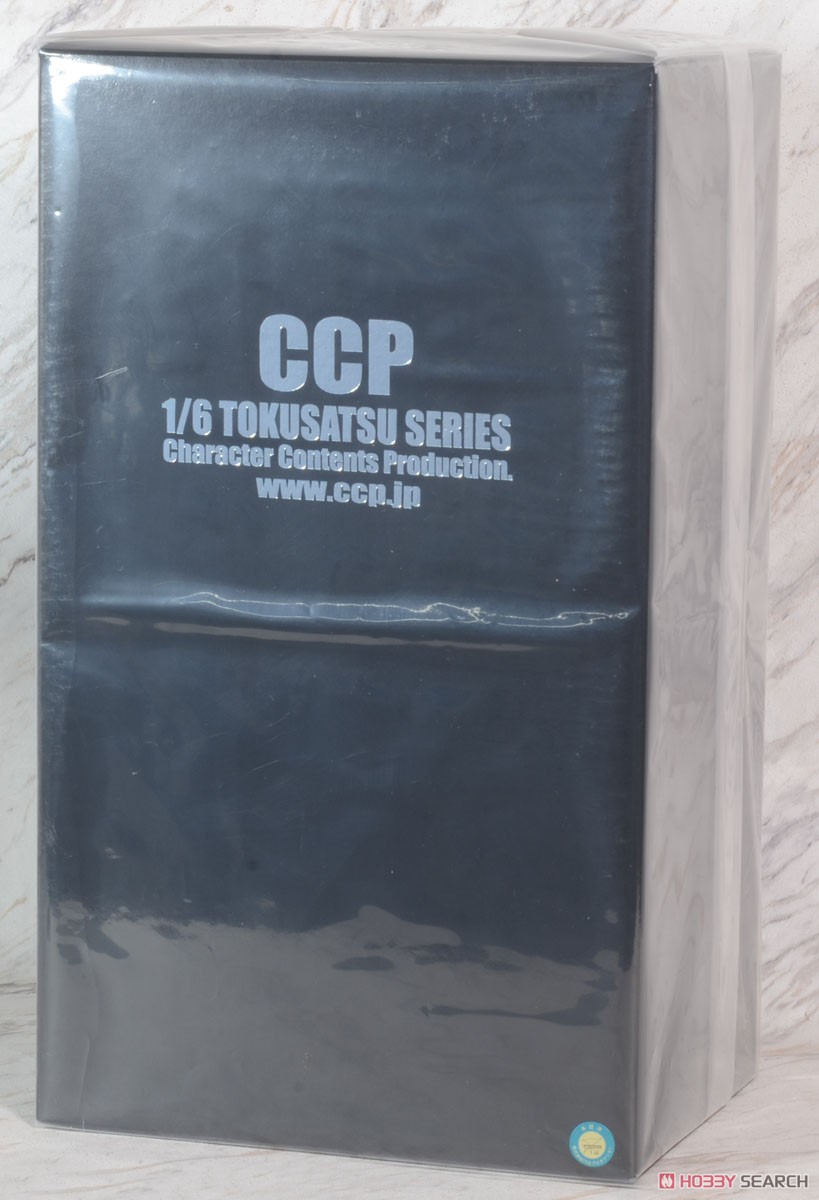 CCP
1/6 TOKUSATSU SERIES
Character Contents Production.
www.ccp.jp
HOBBY SEARCH